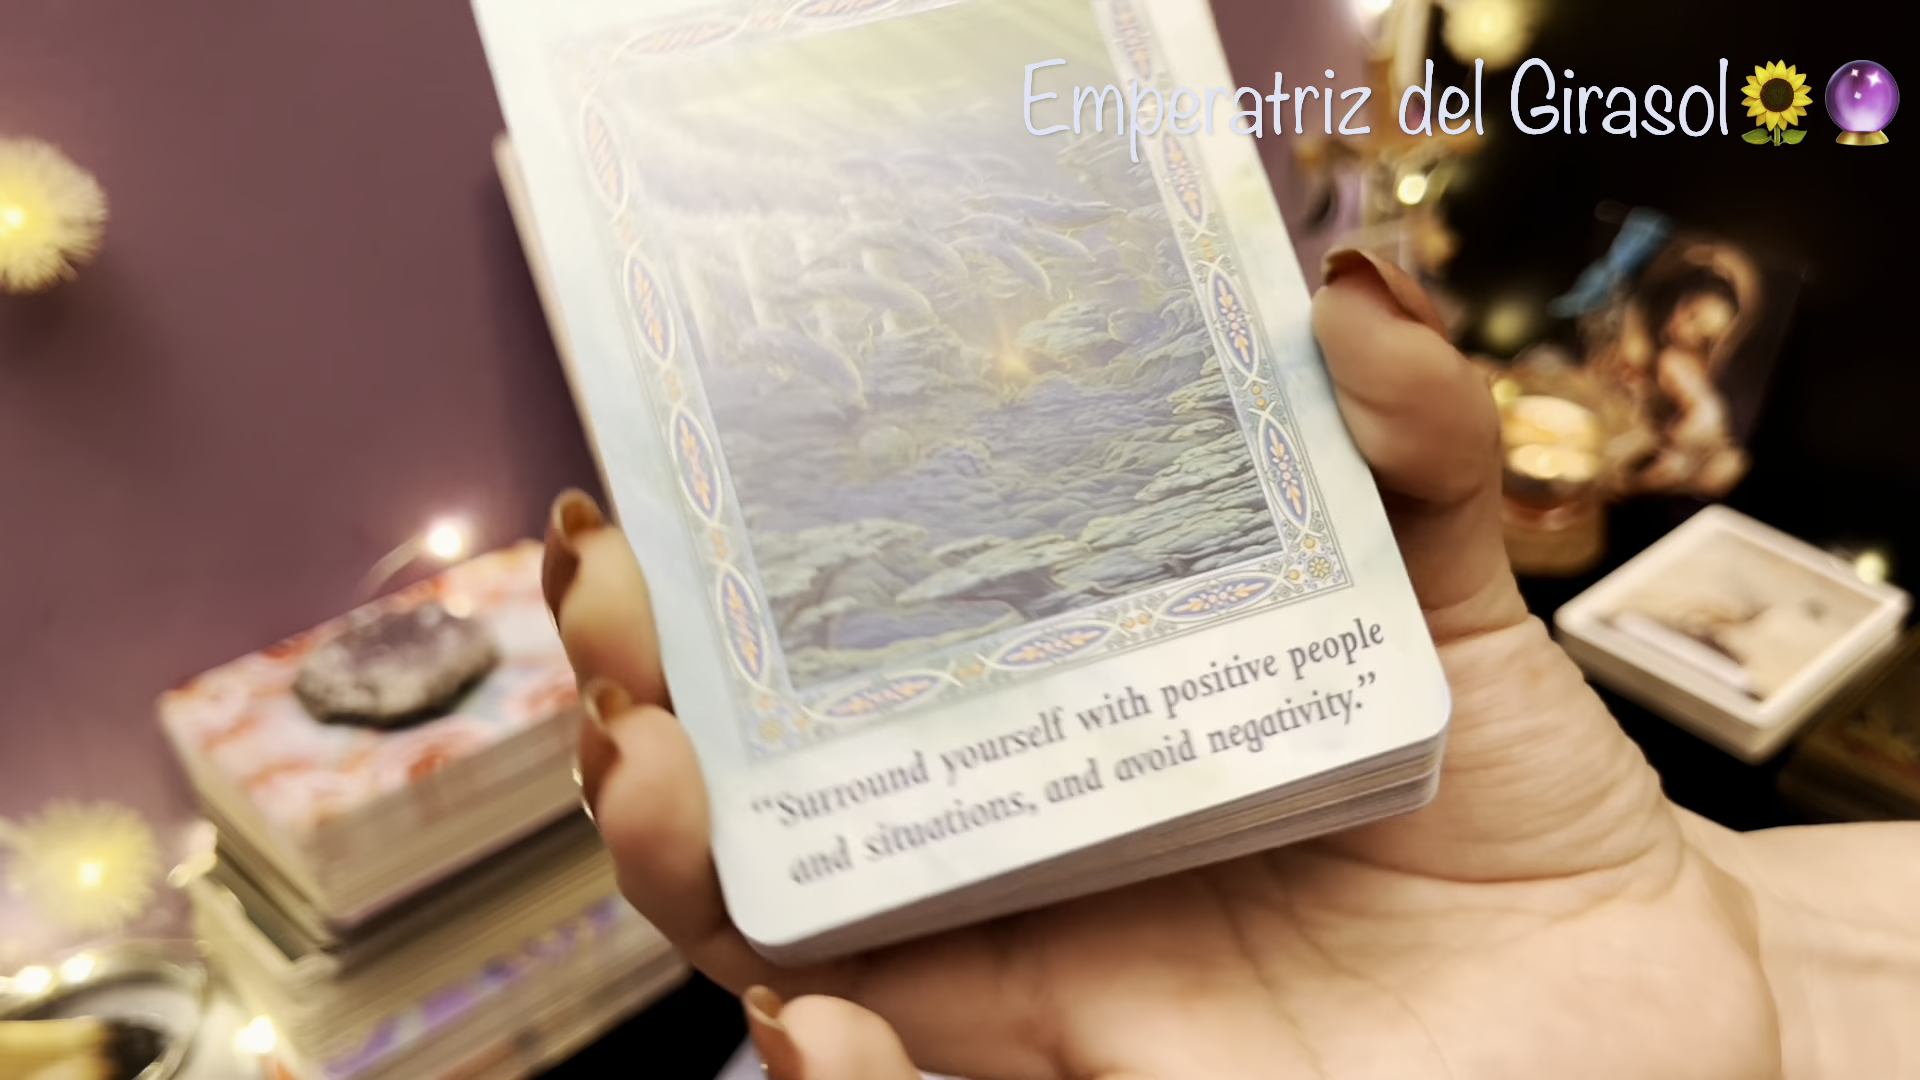 Emperatriz del Girasol🌻🔮
“Surround yourself with positive people
and situations, and avoid negativity.”